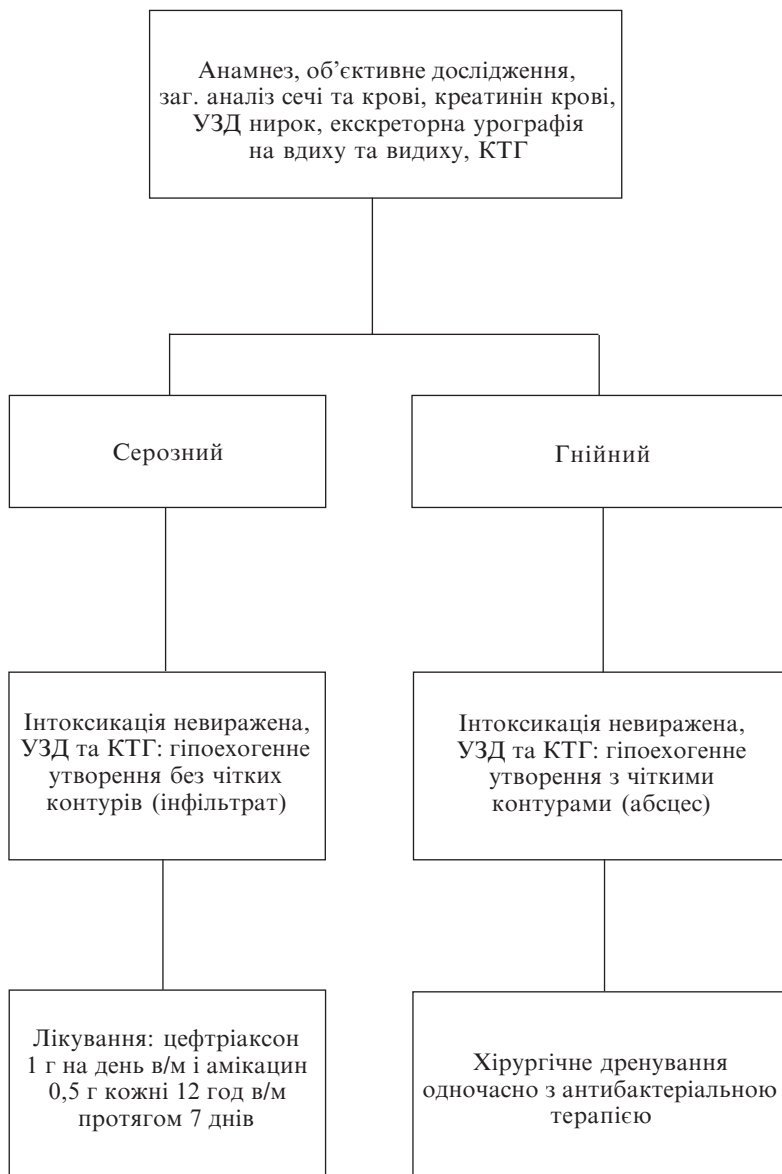 Анамнез, об’єктивне дослідження,
заг. аналіз сечі та крові, креатинін крові,
УЗД нирок, екскреторна урографія
на вдиху та видиху, КТГ
Серозний
Гнійний
Інтоксикація невиражена,
УЗД та КТГ: гіпоехогенне
утворення без чітких
контурів (інфільтрат)
Інтоксикація невиражена,
УЗД та КТГ: гіпоехогенне
утворення з чіткими
контурами (абсцес)
Лікування: цефтріаксон
1 г на день в/м і амікацин
0,5 г кожні 12 год в/м
протягом 7 днів
Хірургічне дренування
одночасно з антибактеріальною
терапією